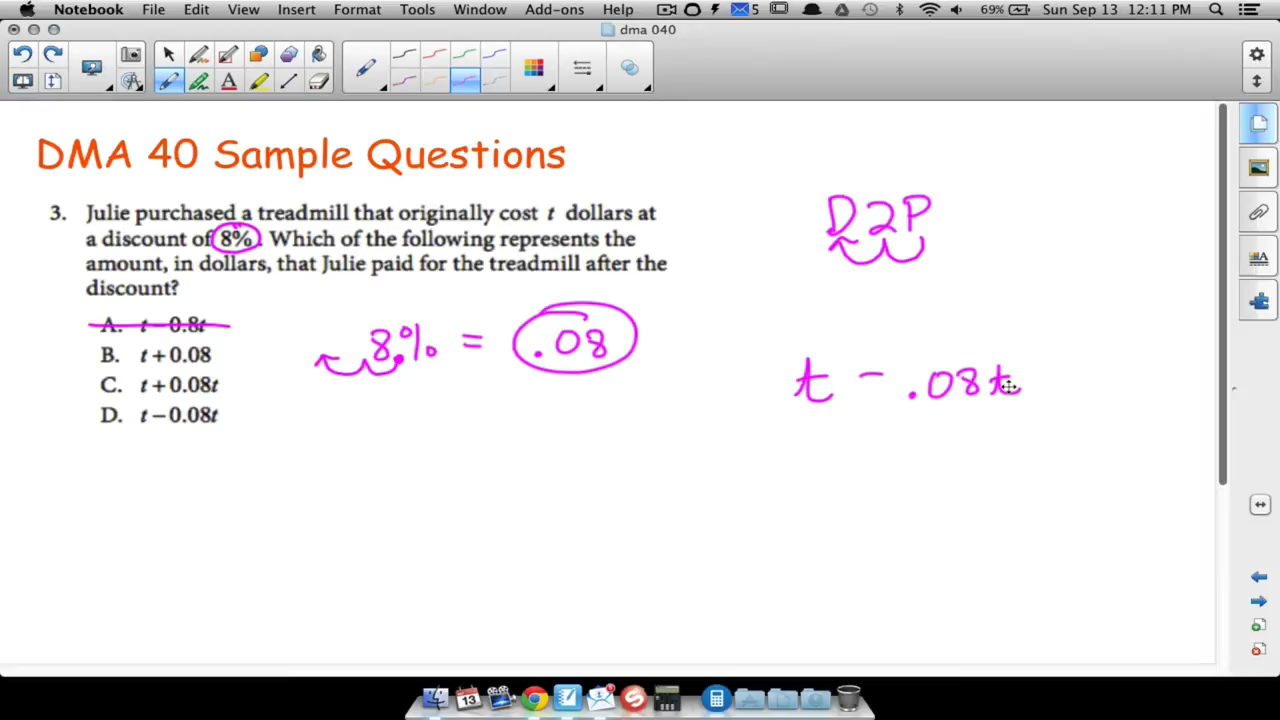 Notebook File Edit View Insert Format Tools Window Add-ons Help 5 69% Sun Sep 13 12:11 PM
dma 040
DMA 40 Sample Questions
3. Julie purchased a treadmill that originally cost t dollars at
a discount of 8%. Which of the following represents the
amount, in dollars, that Julie paid for the treadmill after the
discount?
A. t − 0.8t
B. t + 0.08
C. t + 0.08t
D. t − 0.08t
8.% = .08
D2P
t − .08t
13